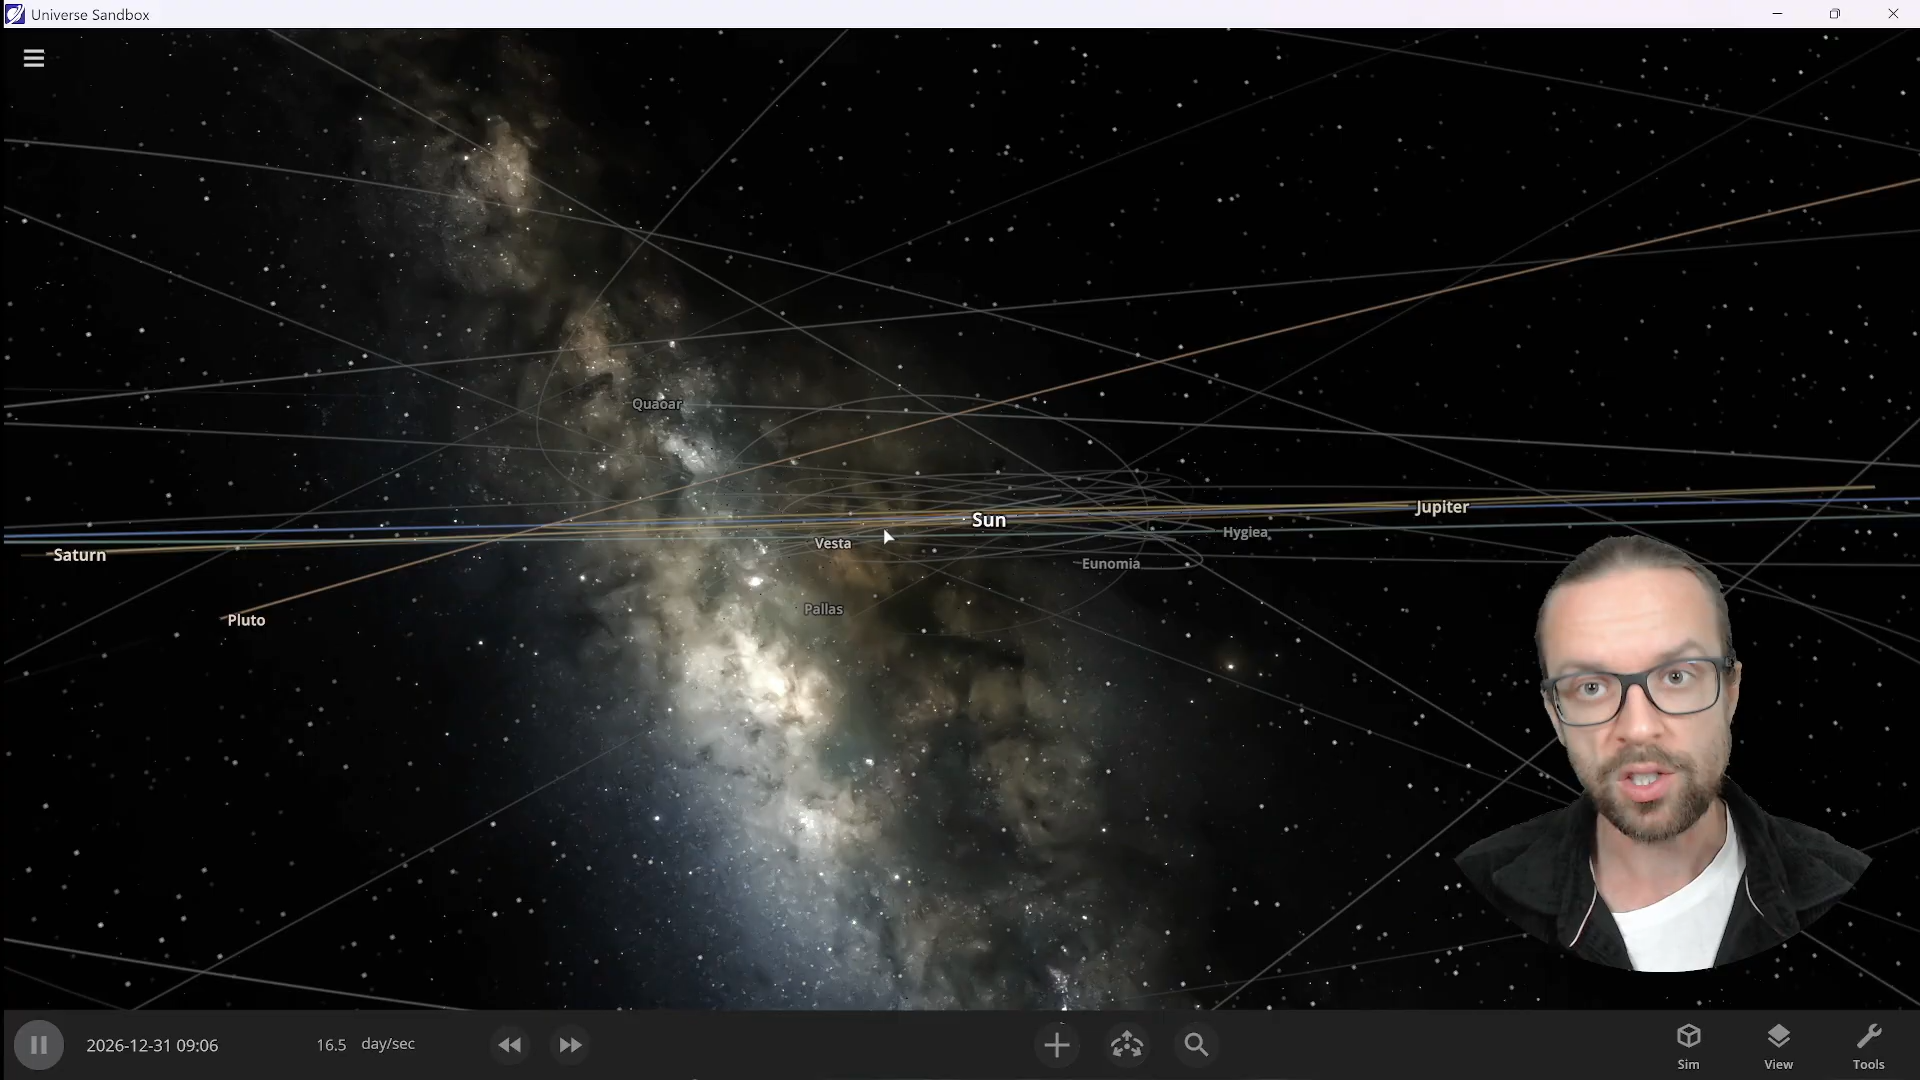 Universe Sandbox
Quaoar
Sun
Jupiter
Hygiea
Vesta
Saturn
Eunomia
Pallas
Pluto
2026-12-31 09:06
16.5 day/sec
Sim
View
Tools